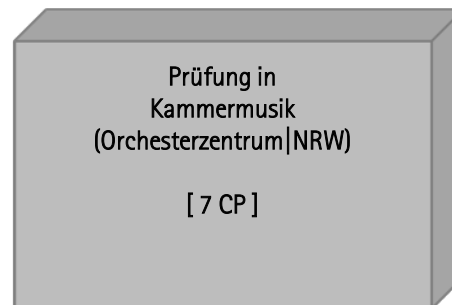 Prüfung in
Kammermusik
(Orchesterzentrum|NRW)
[ 7 CP ]